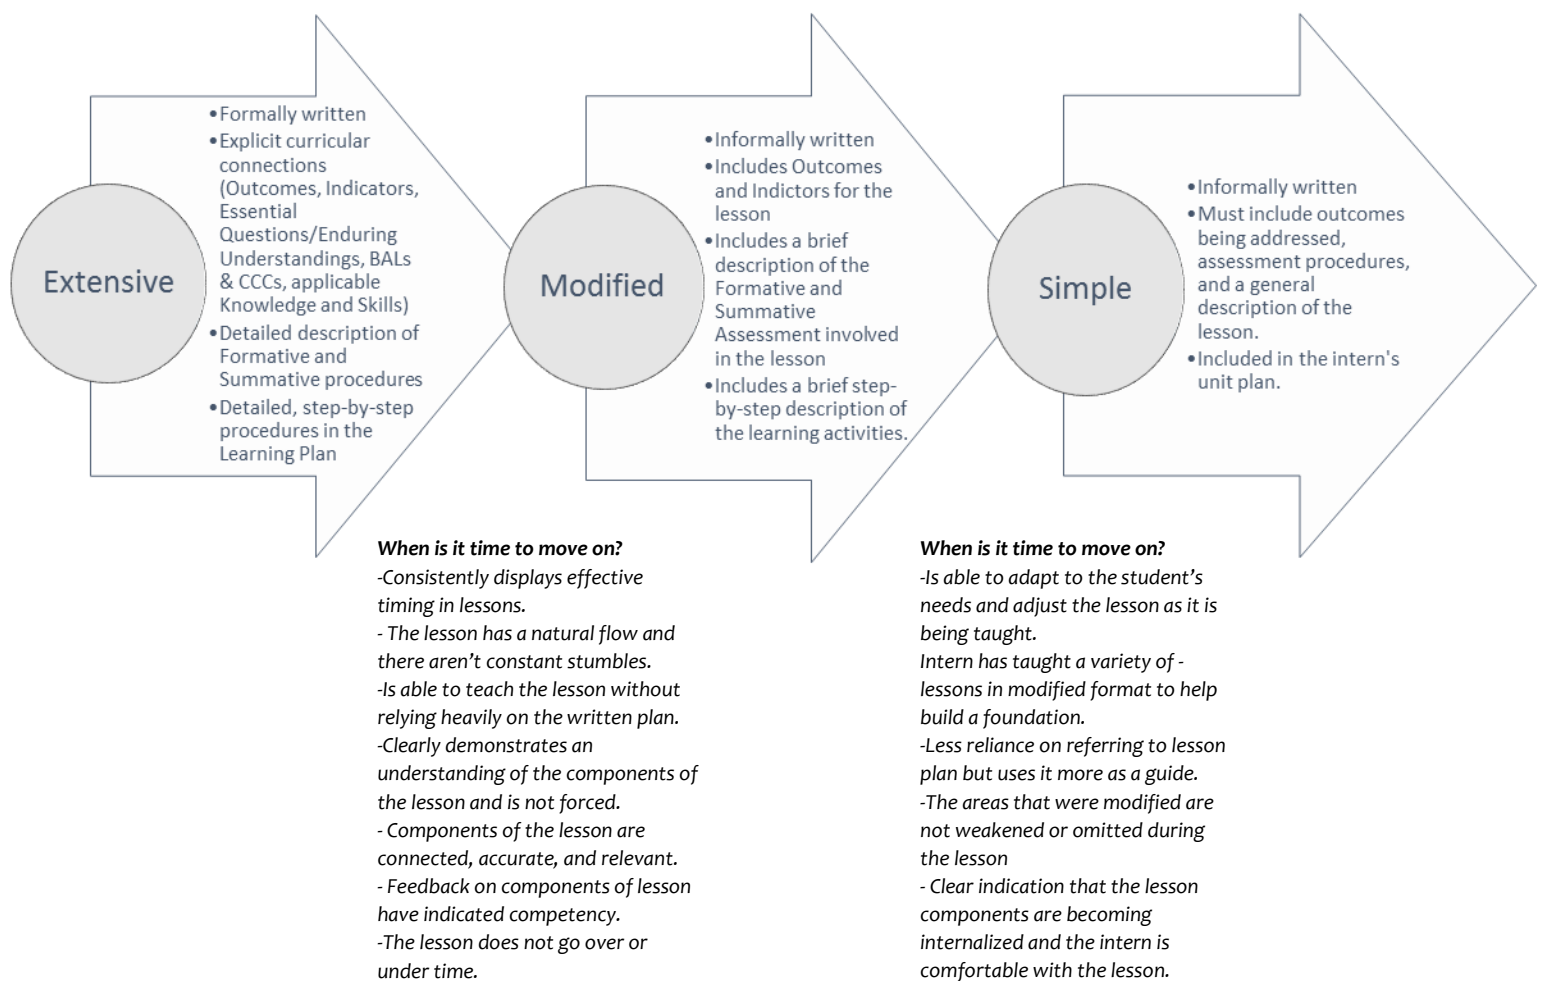 Extensive
•Formally written
•Explicit curricular
connections
(Outcomes, Indicators,
Essential
Questions/Enduring
Understandings, BALs
& CCCs, applicable
Knowledge and Skills)
•Detailed description of
Formative and
Summative procedures
•Detailed, step-by-step
procedures in the
Learning Plan
Modified
•Informally written
•Includes Outcomes
and Indictors for the
lesson
•Includes a brief
description of the
Formative and
Summative
Assessment involved
in the lesson
•Includes a brief step-
by-step description of
the learning activities.
Simple
•Informally written
•Must include outcomes
being addressed,
assessment procedures,
and a general
description of the
lesson.
•Included in the intern's
unit plan.
When is it time to move on?
-Consistently displays effective
timing in lessons.
- The lesson has a natural flow and
there aren’t constant stumbles.
-Is able to teach the lesson without
relying heavily on the written plan.
-Clearly demonstrates an
understanding of the components of
the lesson and is not forced.
- Components of the lesson are
connected, accurate, and relevant.
- Feedback on components of lesson
have indicated competency.
-The lesson does not go over or
under time.
When is it time to move on?
-Is able to adapt to the student’s
needs and adjust the lesson as it is
being taught.
Intern has taught a variety of -
lessons in modified format to help
build a foundation.
-Less reliance on referring to lesson
plan but uses it more as a guide.
-The areas that were modified are
not weakened or omitted during
the lesson
- Clear indication that the lesson
components are becoming
internalized and the intern is
comfortable with the lesson.